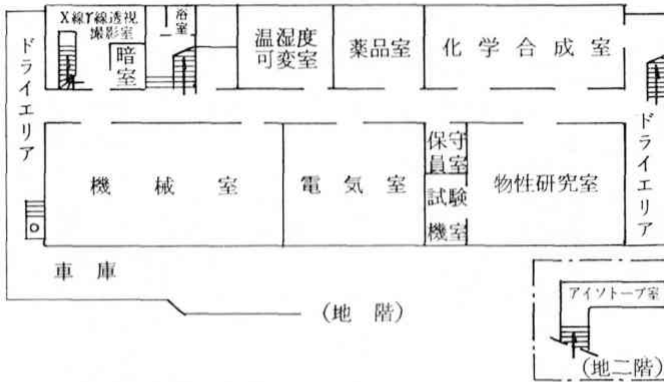 ドライエリア
X線γ線透視
撮影室
暗室
浴室
温湿度
可変室
薬品室
化学合成室
ドライエリア
機械室
電気室
保守
員室
試験
機室
物性研究室
車庫
(地階)
アイソトープ室
(地二階)